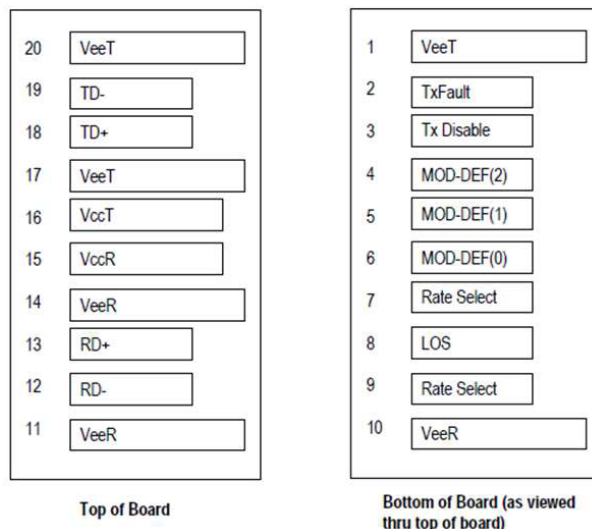 20 VeeT
19 TD-
18 TD+
17 VeeT
16 VccT
15 VccR
14 VeeR
13 RD+
12 RD-
11 VeeR
Top of Board
1 VeeT
2 TxFault
3 Tx Disable
4 MOD-DEF(2)
5 MOD-DEF(1)
6 MOD-DEF(0)
7 Rate Select
8 LOS
9 Rate Select
10 VeeR
Bottom of Board (as viewed
thru top of board)